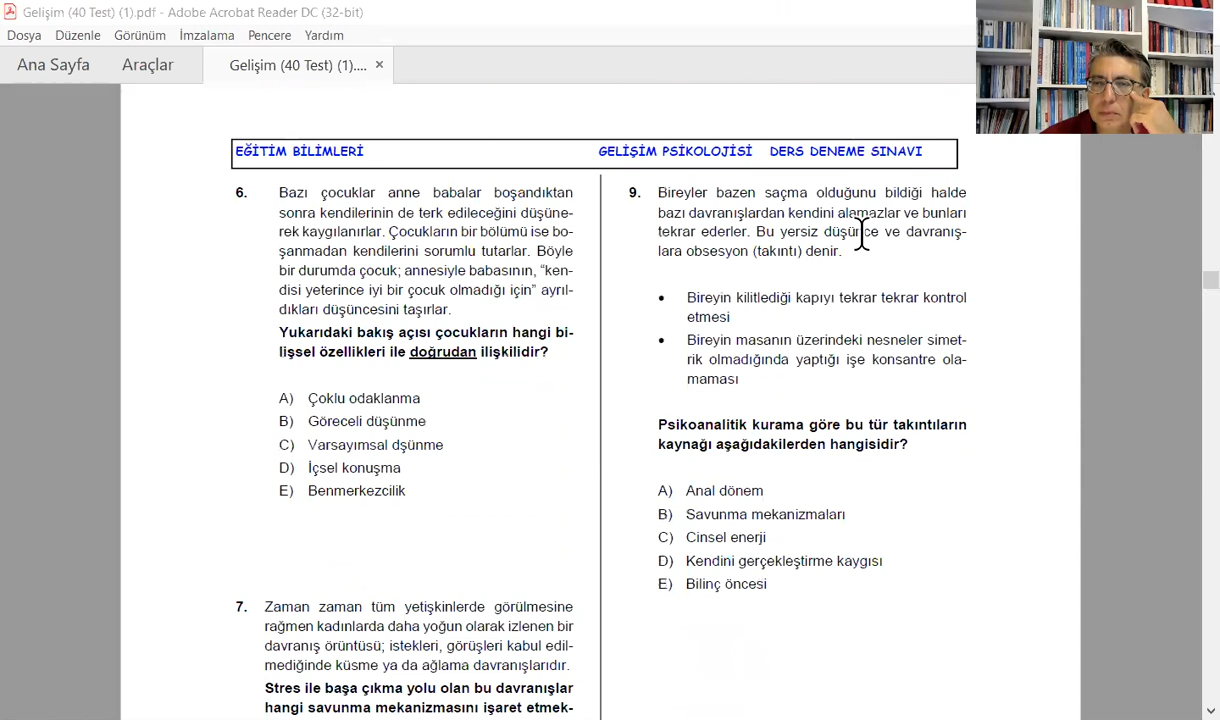 Gelişim (40 Test) (1).pdf - Adobe Acrobat Reader DC (32-bit)
Dosya Düzenle Görünüm İmzalama Pencere Yardım
Ana Sayfa Araçlar Gelişim (40 Test) (1).... ×
EĞİTİM BİLİMLERİ GELİŞİM PSİKOLOJİSİ DERS DENEME SINAVI
6. Bazı çocuklar anne babalar boşandıktan
sonra kendilerinin de terk edileceğini düşüne-
rek kaygılanırlar. Çocukların bir bölümü ise bo-
şanmadan kendilerini sorumlu tutarlar. Böyle
bir durumda çocuk; annesiyle babasının, “ken-
disi yeterince iyi bir çocuk olmadığı için” ayrıl-
dıkları düşüncesini taşırlar.
Yukarıdaki bakış açısı çocukların hangi bi-
lişsel özellikleri ile doğrudan ilişkilidir?
A) Çoklu odaklanma
B) Göreceli düşünme
C) Varsayımsal dşünme
D) İçsel konuşma
E) Benmerkezcilik
7. Zaman zaman tüm yetişkinlerde görülmesine
rağmen kadınlarda daha yoğun olarak izlenen bir
davranış örüntüsü; istekleri, görüşleri kabul edil-
mediğinde küsme ya da ağlama davranışlarıdır.
Stres ile başa çıkma yolu olan bu davranışlar
hangi savunma mekanizmasını işaret etmek-
9. Bireyler bazen saçma olduğunu bildiği halde
bazı davranışlardan kendini alamazlar ve bunları
tekrar ederler. Bu yersiz düşünce ve davranış-
lara obsesyon (takıntı) denir.
• Bireyin kilitlediği kapıyı tekrar tekrar kontrol
etmesi
• Bireyin masanın üzerindeki nesneler simet-
rik olmadığında yaptığı işe konsantre ola-
maması
Psikoanalitik kurama göre bu tür takıntıların
kaynağı aşağıdakilerden hangisidir?
A) Anal dönem
B) Savunma mekanizmaları
C) Cinsel enerji
D) Kendini gerçekleştirme kaygısı
E) Bilinç öncesi